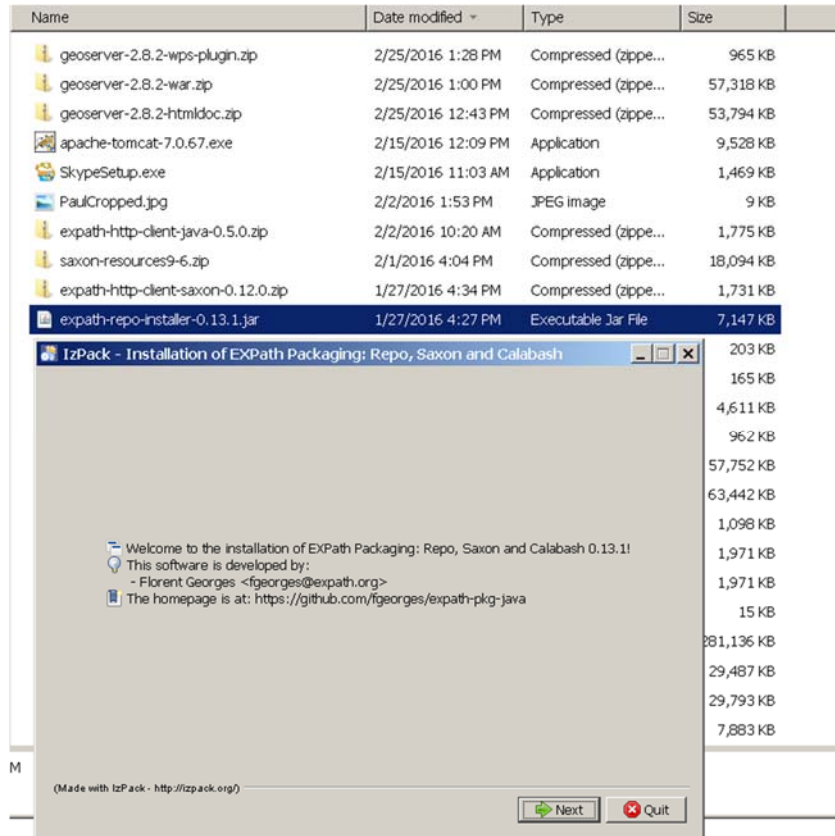 Name Date modified Type Size
geoserver-2.8.2-wps-plugin.zip 2/25/2016 1:28 PM Compressed (zippe... 965 KB
geoserver-2.8.2-war.zip 2/25/2016 1:00 PM Compressed (zippe... 57,318 KB
geoserver-2.8.2-htmldoc.zip 2/25/2016 12:43 PM Compressed (zippe... 53,794 KB
apache-tomcat-7.0.67.exe 2/15/2016 12:09 PM Application 9,528 KB
SkypeSetup.exe 2/15/2016 11:03 AM Application 1,469 KB
PaulCropped.jpg 2/2/2016 1:53 PM JPEG image 9 KB
expath-http-client-java-0.5.0.zip 2/2/2016 10:20 AM Compressed (zippe... 1,775 KB
saxon-resources9-6.zip 2/1/2016 4:04 PM Compressed (zippe... 18,094 KB
expath-http-client-saxon-0.12.0.zip 1/27/2016 4:34 PM Compressed (zippe... 1,731 KB
expath-repo-installer-0.13.1.jar 1/27/2016 4:27 PM Executable Jar File 7,147 KB
IzPack - Installation of EXPath Packaging: Repo, Saxon and Calabash
203 KB
165 KB
4,611 KB
962 KB
57,752 KB
63,442 KB
1,098 KB
Welcome to the installation of EXPath Packaging: Repo, Saxon and Calabash 0.13.1!
1,971 KB
This software is developed by:
- Florent Georges <fgeorges@expath.org>
1,971 KB
The homepage is at: https://github.com/fgeorges/expath-pkg-java
15 KB
281,136 KB
29,487 KB
29,793 KB
7,883 KB
M
(Made with IzPack - http://izpack.org/)
Next Quit